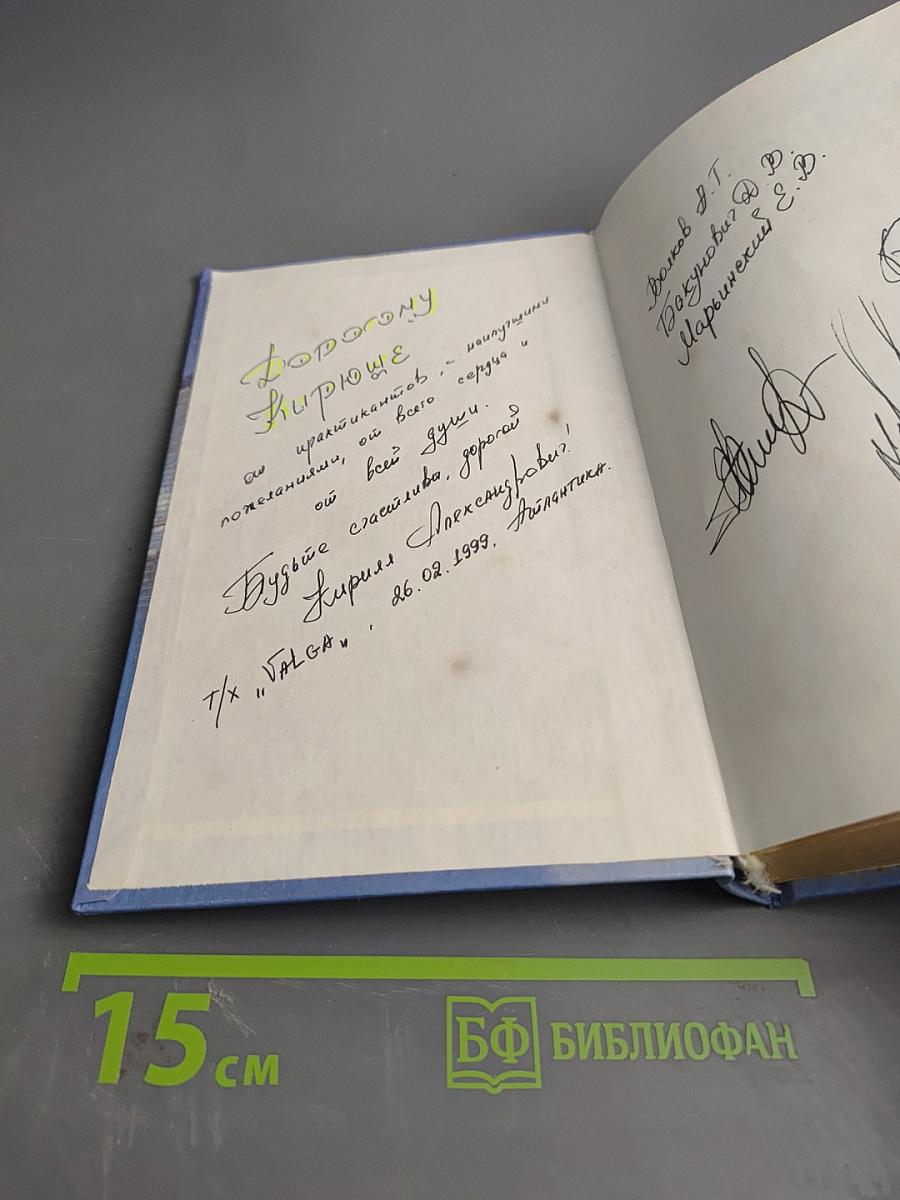 Дорогому
Кирюше
от практикантов, – наилучшими
пожеланиями, от всего сердца и
от всей души.
Будьте счастливы, дорогой
Кирилл Александрович!
т/х „VALGA“, 26.02.1999. Атлантика.
Волков А.Т.
Бакунович Д.В.
Марьинский Е.В.
15 см
БФ БИБЛИОФАН